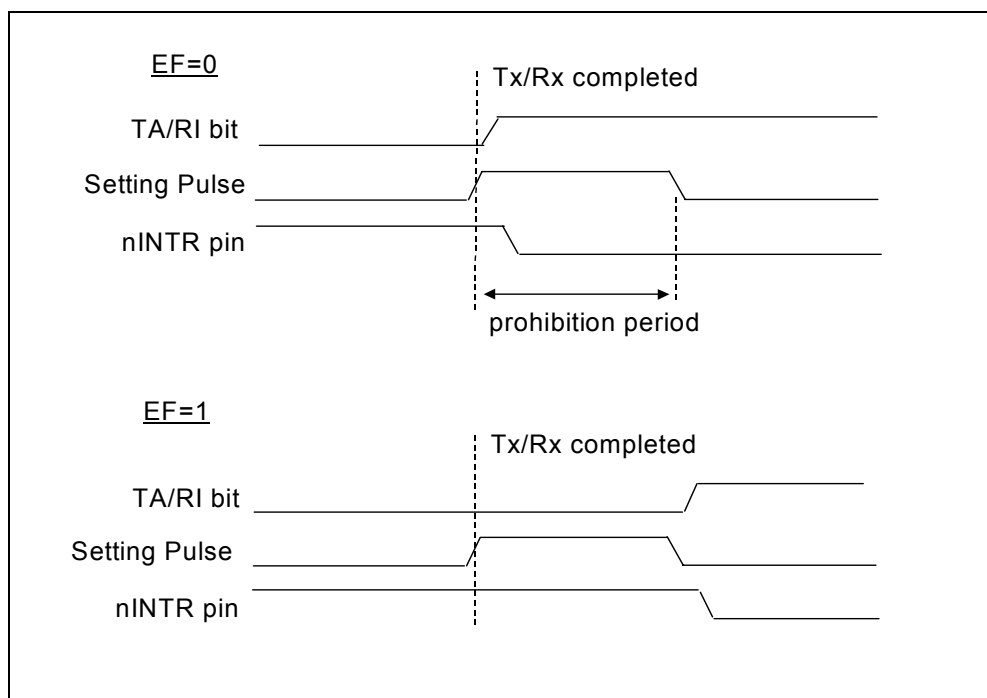 EF=0
Tx/Rx completed
TA/RI bit
Setting Pulse
nINTR pin
prohibition period
EF=1
Tx/Rx completed
TA/RI bit
Setting Pulse
nINTR pin